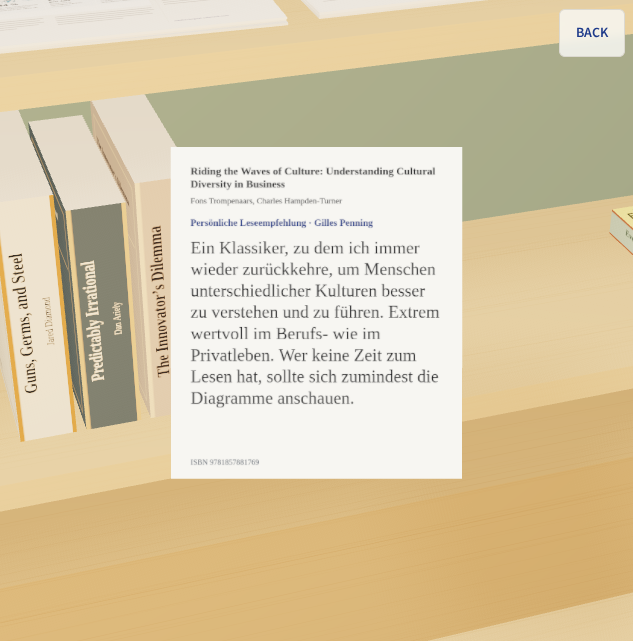 BACK
Guns, Germs, and Steel
Jared Diamond
Predictably Irrational
Dan Ariely
The Innovator's Dilemma
Riding the Waves of Culture: Understanding Cultural
Diversity in Business
Fons Trompenaars, Charles Hampden-Turner
Persönliche Leseempfehlung · Gilles Penning
Ein Klassiker, zu dem ich immer
wieder zurückkehre, um Menschen
unterschiedlicher Kulturen besser
zu verstehen und zu führen. Extrem
wertvoll im Berufs- wie im
Privatleben. Wer keine Zeit zum
Lesen hat, sollte sich zumindest die
Diagramme anschauen.
ISBN 9781857881769